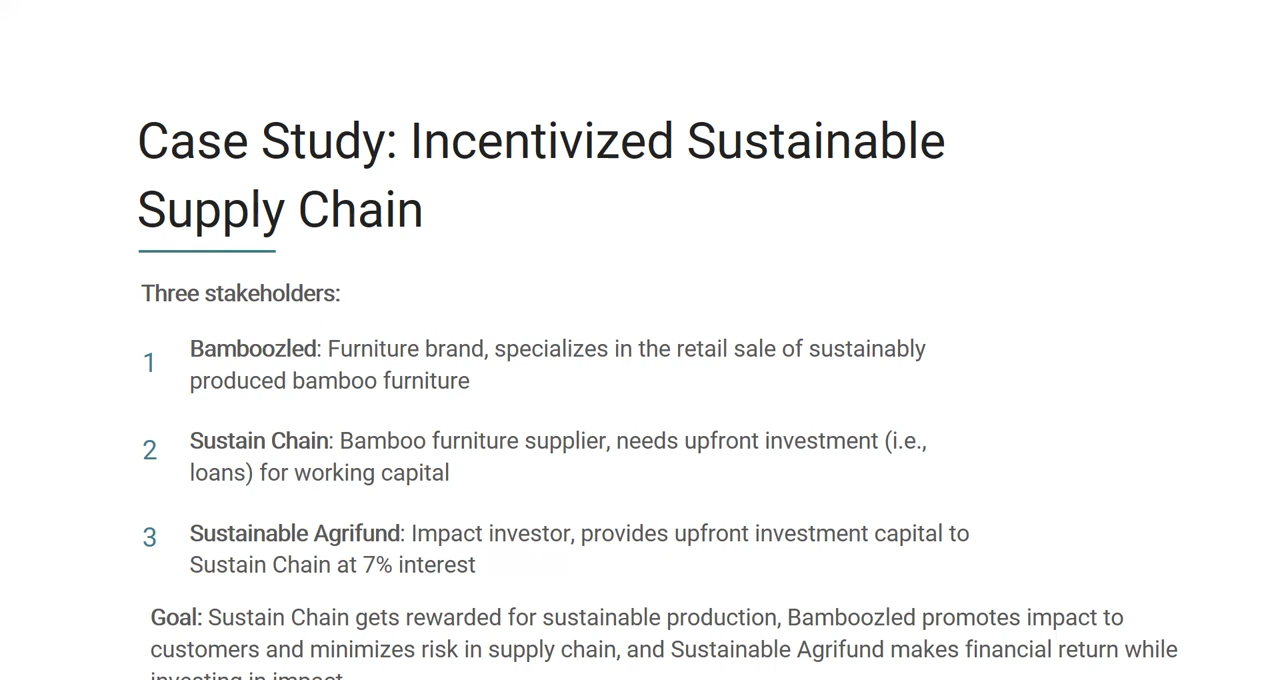 Case Study: Incentivized Sustainable
Supply Chain
Three stakeholders:
1
Bamboozled: Furniture brand, specializes in the retail sale of sustainably
produced bamboo furniture
2
Sustain Chain: Bamboo furniture supplier, needs upfront investment (i.e.,
loans) for working capital
3
Sustainable Agrifund: Impact investor, provides upfront investment capital to
Sustain Chain at 7% interest
Goal: Sustain Chain gets rewarded for sustainable production, Bamboozled promotes impact to
customers and minimizes risk in supply chain, and Sustainable Agrifund makes financial return while
investing in impact